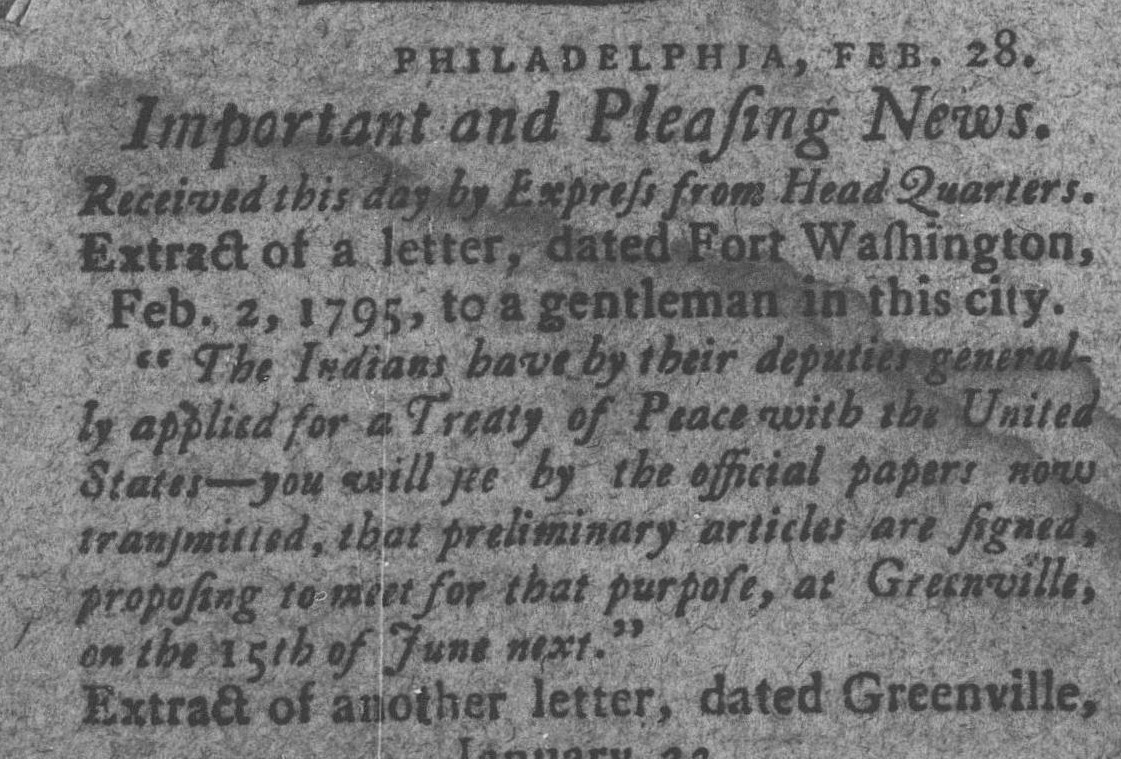 PHILADELPHIA, FEB. 28.
Important and Pleaſing News.
Received this day by Expreſs from Head Quarters.
Extract of a letter, dated Fort Waſhington,
Feb. 2, 1795, to a gentleman in this city.
“ The Indians have by their deputies general-
ly applied for a Treaty of Peace with the United
States—you will ſee by the official papers now
tranſmitted, that preliminary articles are ſigned,
propoſing to meet for that purpoſe, at Greenville,
on the 15th of June next.”
Extract of another letter, dated Greenville,
January